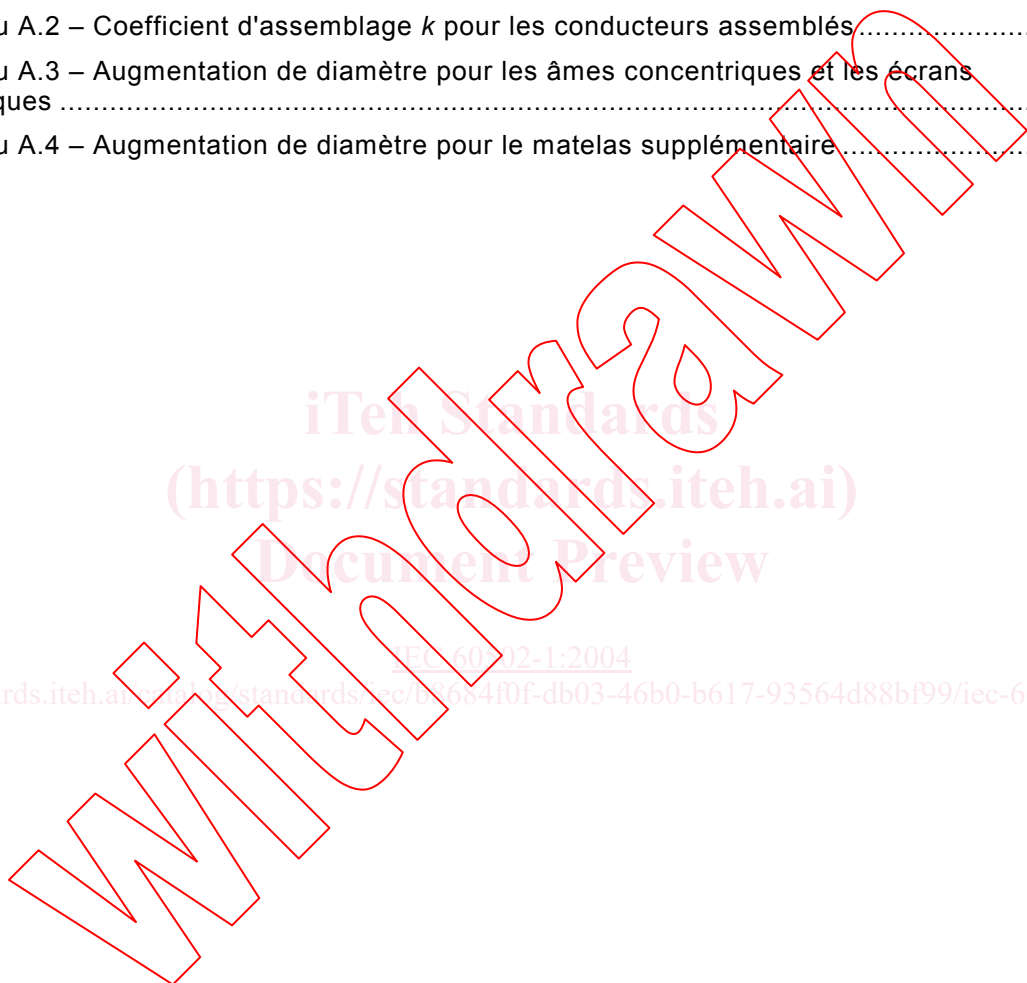 u A.2 – Coefficient d'assemblage k pour les conducteurs assemblés....................
u A.3 – Augmentation de diamètre pour les âmes concentriques et les écrans
ques ........................................................................................................................
u A.4 – Augmentation de diamètre pour le matelas supplémentaire.......................
iTeh Standards
(https://standards.iteh.ai)
Document Preview
IEC 60502-1:2004
rds.iteh.ai/catalog/standards/iec/b8684f0f-db03-46b0-b617-93564d88bf99/iec-6
withdrawn